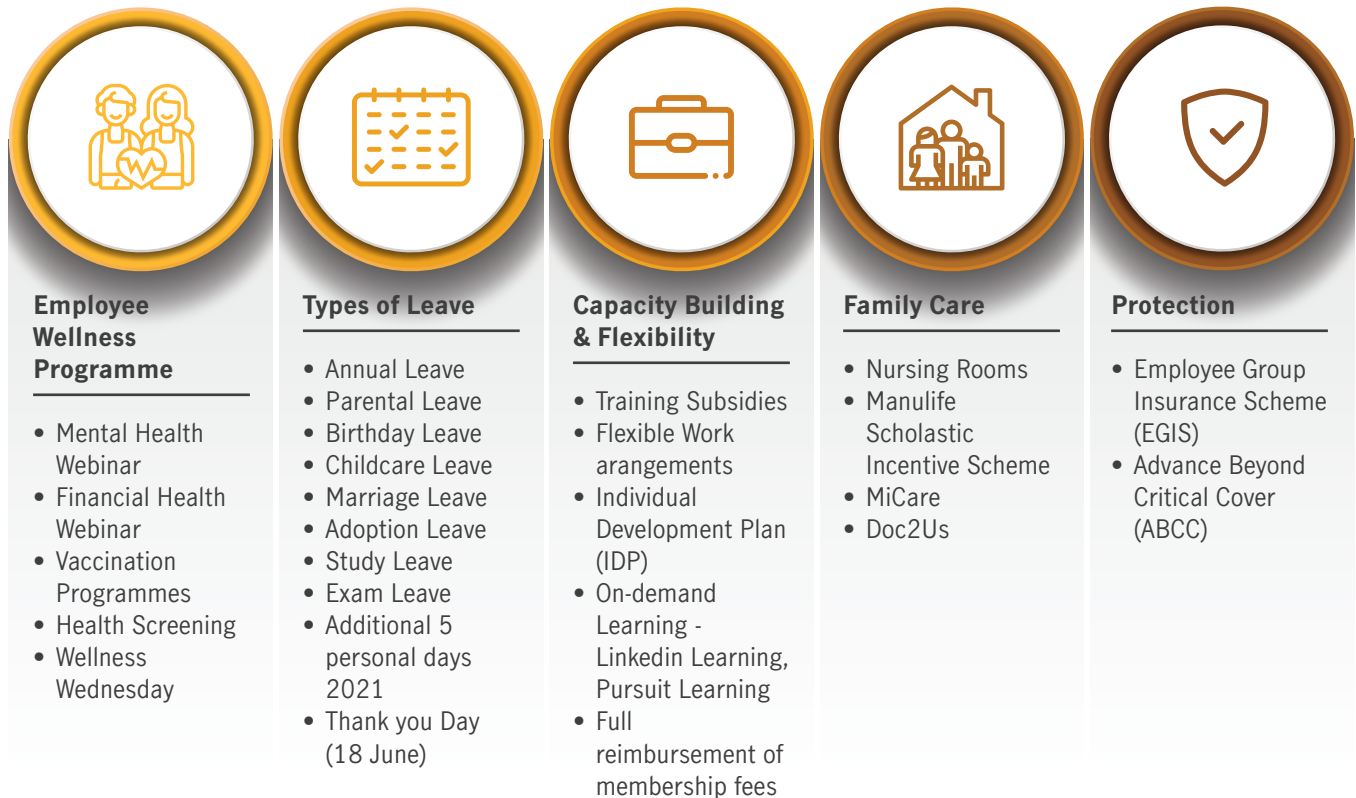 Employee
Wellness
Programme
• Mental Health
Webinar
• Financial Health
Webinar
• Vaccination
Programmes
• Health Screening
• Wellness
Wednesday
Types of Leave
• Annual Leave
• Parental Leave
• Birthday Leave
• Childcare Leave
• Marriage Leave
• Adoption Leave
• Study Leave
• Exam Leave
• Additional 5
personal days
2021
• Thank you Day
(18 June)
Capacity Building
& Flexibility
• Training Subsidies
• Flexible Work
arangements
• Individual
Development Plan
(IDP)
• On-demand
Learning -
Linkedin Learning,
Pursuit Learning
• Full
reimbursement of
membership fees
Family Care
• Nursing Rooms
• Manulife
Scholastic
Incentive Scheme
• MiCare
• Doc2Us
Protection
• Employee Group
Insurance Scheme
(EGIS)
• Advance Beyond
Critical Cover
(ABCC)